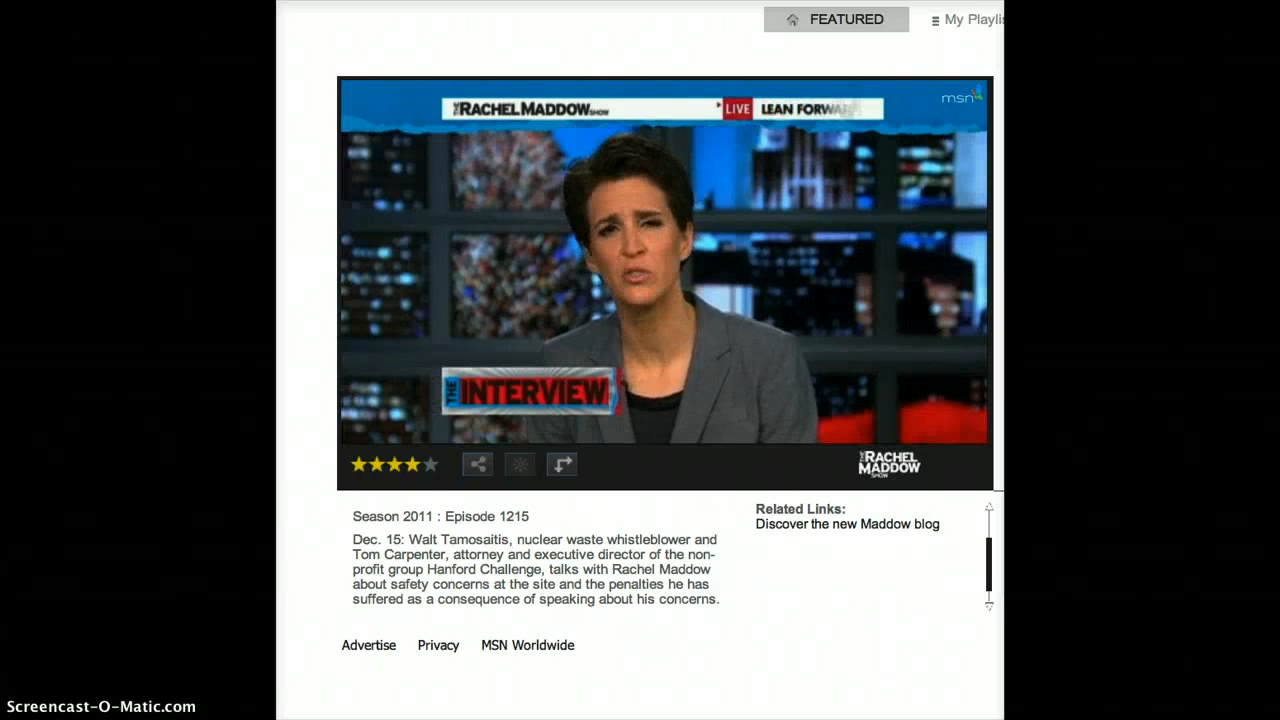 FEATURED
My Playlis
msn
THE RACHEL MADDOW SHOW
LIVE
LEAN FORWAR
THE INTERVIEW
THE
RACHEL
MADDOW
SHOW
Season 2011 : Episode 1215
Related Links:
Discover the new Maddow blog
Dec. 15: Walt Tamosaitis, nuclear waste whistleblower and
Tom Carpenter, attorney and executive director of the non-
profit group Hanford Challenge, talks with Rachel Maddow
about safety concerns at the site and the penalties he has
suffered as a consequence of speaking about his concerns.
Advertise Privacy MSN Worldwide
Screencast-O-Matic.com